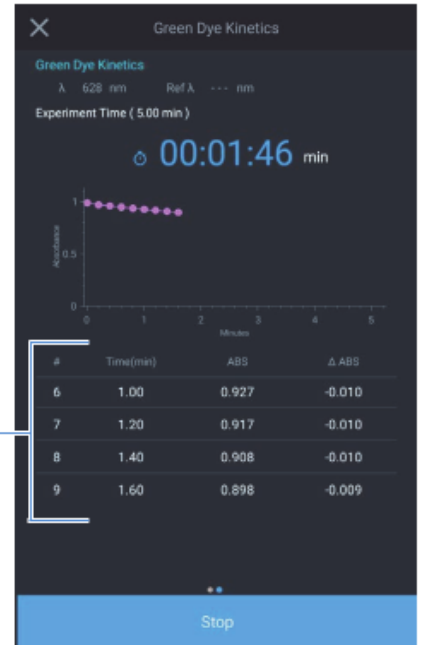 Green Dye Kinetics
Green Dye Kinetics
λ 628 nm Ref λ --- nm
Experiment Time ( 5.00 min )
00:01:46 min
1
Absorbance
0.5
0
0 1 2 3 4 5
Minutes
# Time(min) ABS Δ ABS
6 1.00 0.927 -0.010
7 1.20 0.917 -0.010
8 1.40 0.908 -0.010
9 1.60 0.898 -0.009
Stop